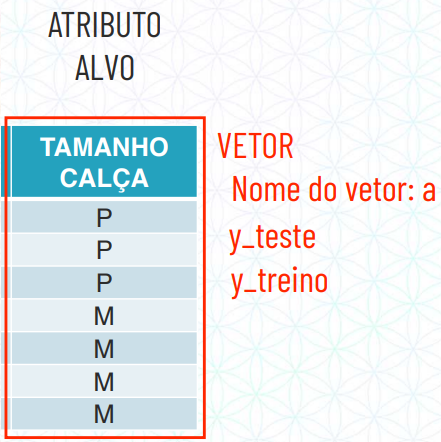 ATRIBUTO
ALVO
TAMANHO
CALÇA
P
P
P
M
M
M
M
VETOR
Nome do vetor: a
y_teste
y_treino